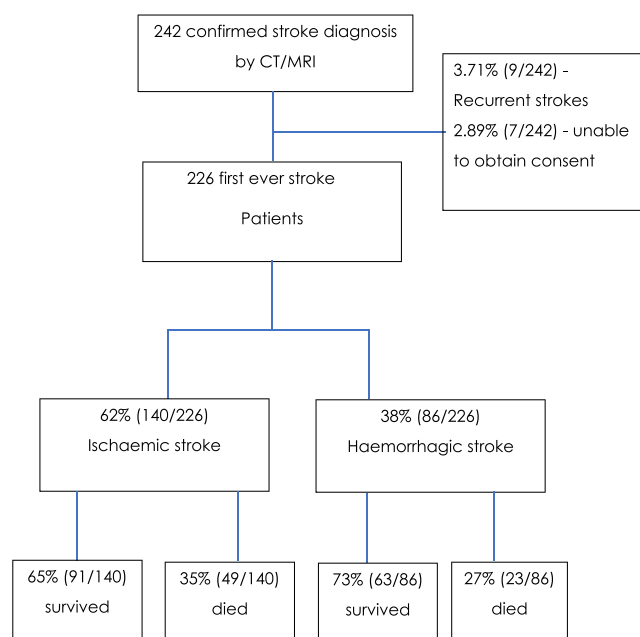 242 confirmed stroke diagnosis
by CT/MRI
3.71% (9/242) -
Recurrent strokes
2.89% (7/242) - unable
to obtain consent
226 first ever stroke
Patients
62% (140/226)
Ischaemic stroke
38% (86/226)
Haemorrhagic stroke
65% (91/140)
survived
35% (49/140)
died
73% (63/86)
survived
27% (23/86)
died